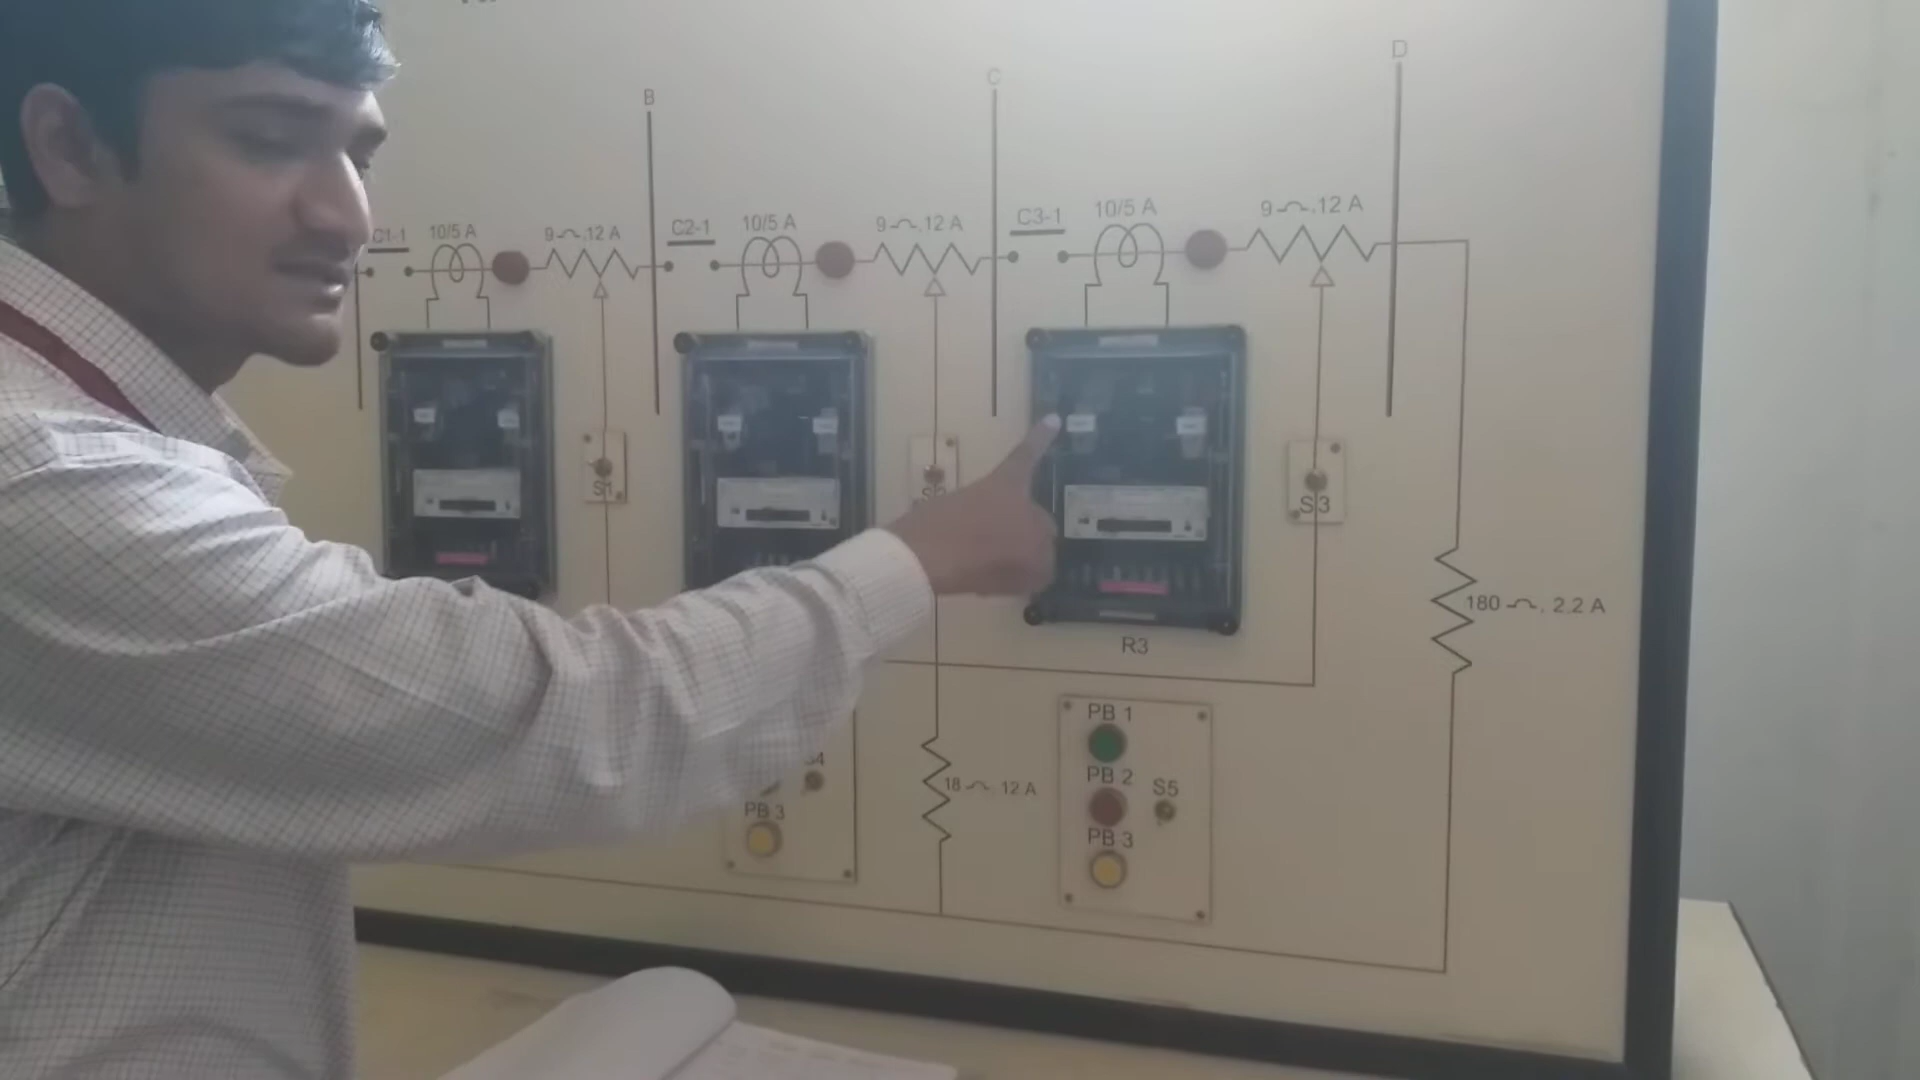 D
C
B
C1-1
10/5 A
9 ⌒, 12 A
C2-1
10/5 A
9 ⌒, 12 A
C3-1
10/5 A
9 ⌒, 12 A
S1
S3
R3
180 ⌒, 2.2 A
PB 1
PB 2
S5
PB 3
18 ⌒, 12 A
PB 3